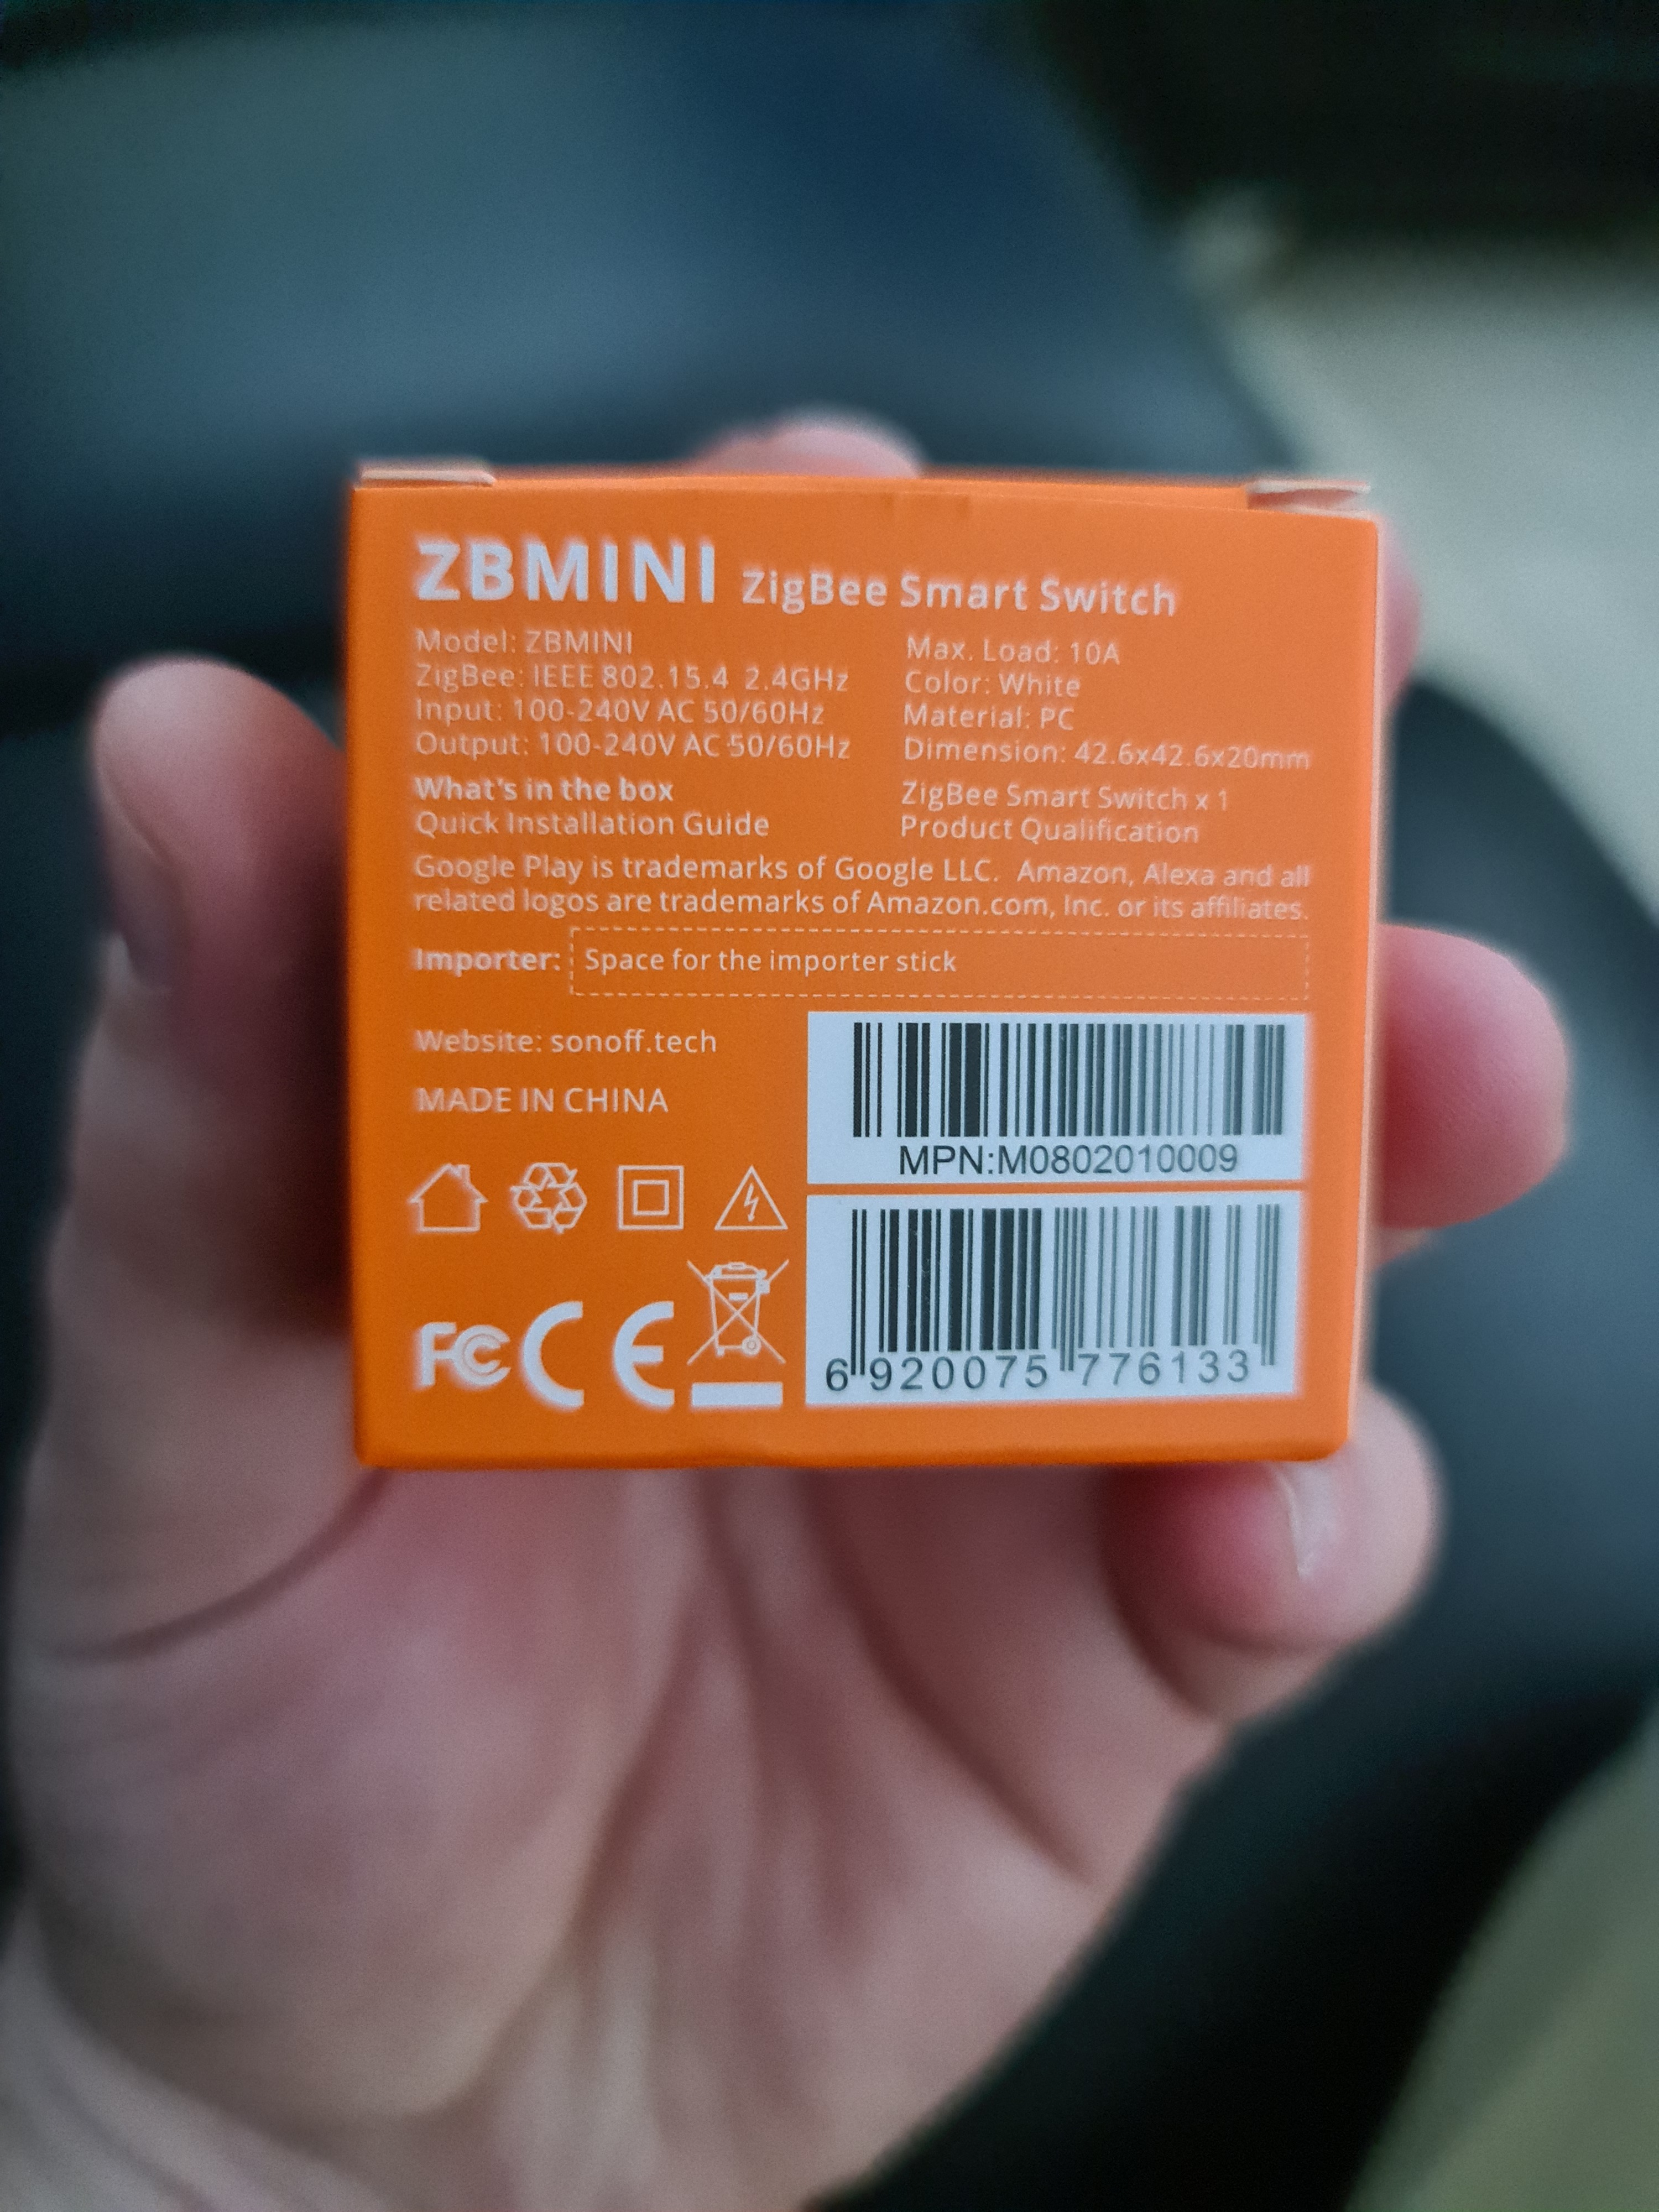 ZBMINI ZigBee Smart Switch
Model: ZBMINI
ZigBee: IEEE 802.15.4 2.4GHz
Input: 100-240V AC 50/60Hz
Output: 100-240V AC 50/60Hz
Max. Load: 10A
Color: White
Material: PC
Dimension: 42.6x42.6x20mm
What's in the box
Quick Installation Guide
ZigBee Smart Switch x 1
Product Qualification
Google Play is trademarks of Google LLC. Amazon, Alexa and all
related logos are trademarks of Amazon.com, Inc. or its affiliates.
Importer: Space for the importer stick
Website: sonoff.tech
MADE IN CHINA
MPN:M0802010009
FC CE
6 920075 776133